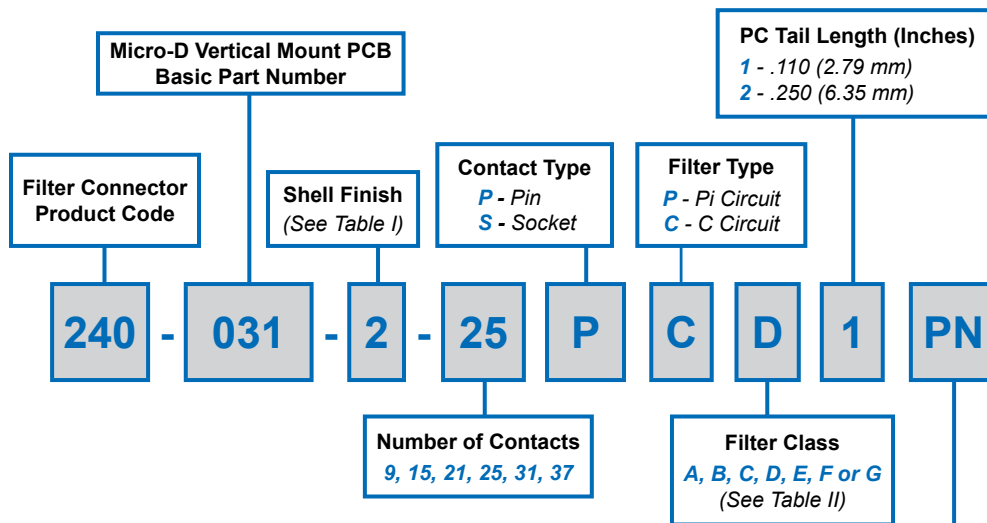 Micro-D Vertical Mount PCB
Basic Part Number
PC Tail Length (Inches)
1 - .110 (2.79 mm)
2 - .250 (6.35 mm)
Filter Connector
Product Code
Shell Finish
(See Table I)
Contact Type
P - Pin
S - Socket
Filter Type
P - Pi Circuit
C - C Circuit
240 - 031 - 2 - 25 P C D 1 PN
Number of Contacts
9, 15, 21, 25, 31, 37
Filter Class
A, B, C, D, E, F or G
(See Table II)